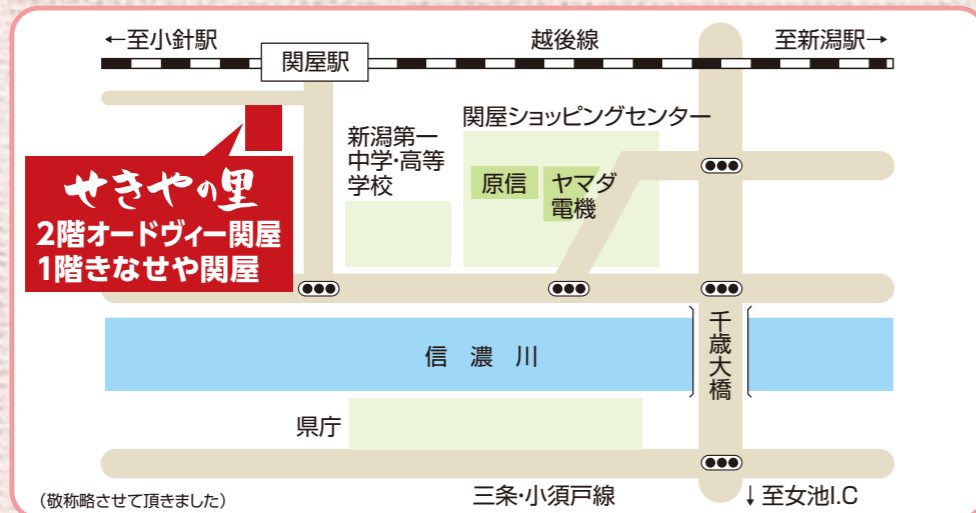 ←至小針駅
越後線
至新潟駅→
関屋駅
関屋ショッピングセンター
新潟第一
中学・高等
学校
原信
ヤマダ
電機
せきやの里
2階オードヴィー関屋
1階きなせや関屋
信濃川
千歳大橋
県庁
三条・小須戸線
↓至女池I.C
(敬称略させて頂きました)